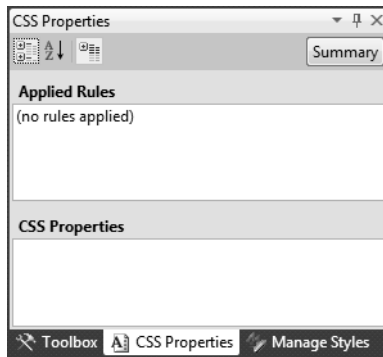 CSS Properties
Summary
Applied Rules
(no rules applied)
CSS Properties
Toolbox CSS Properties Manage Styles